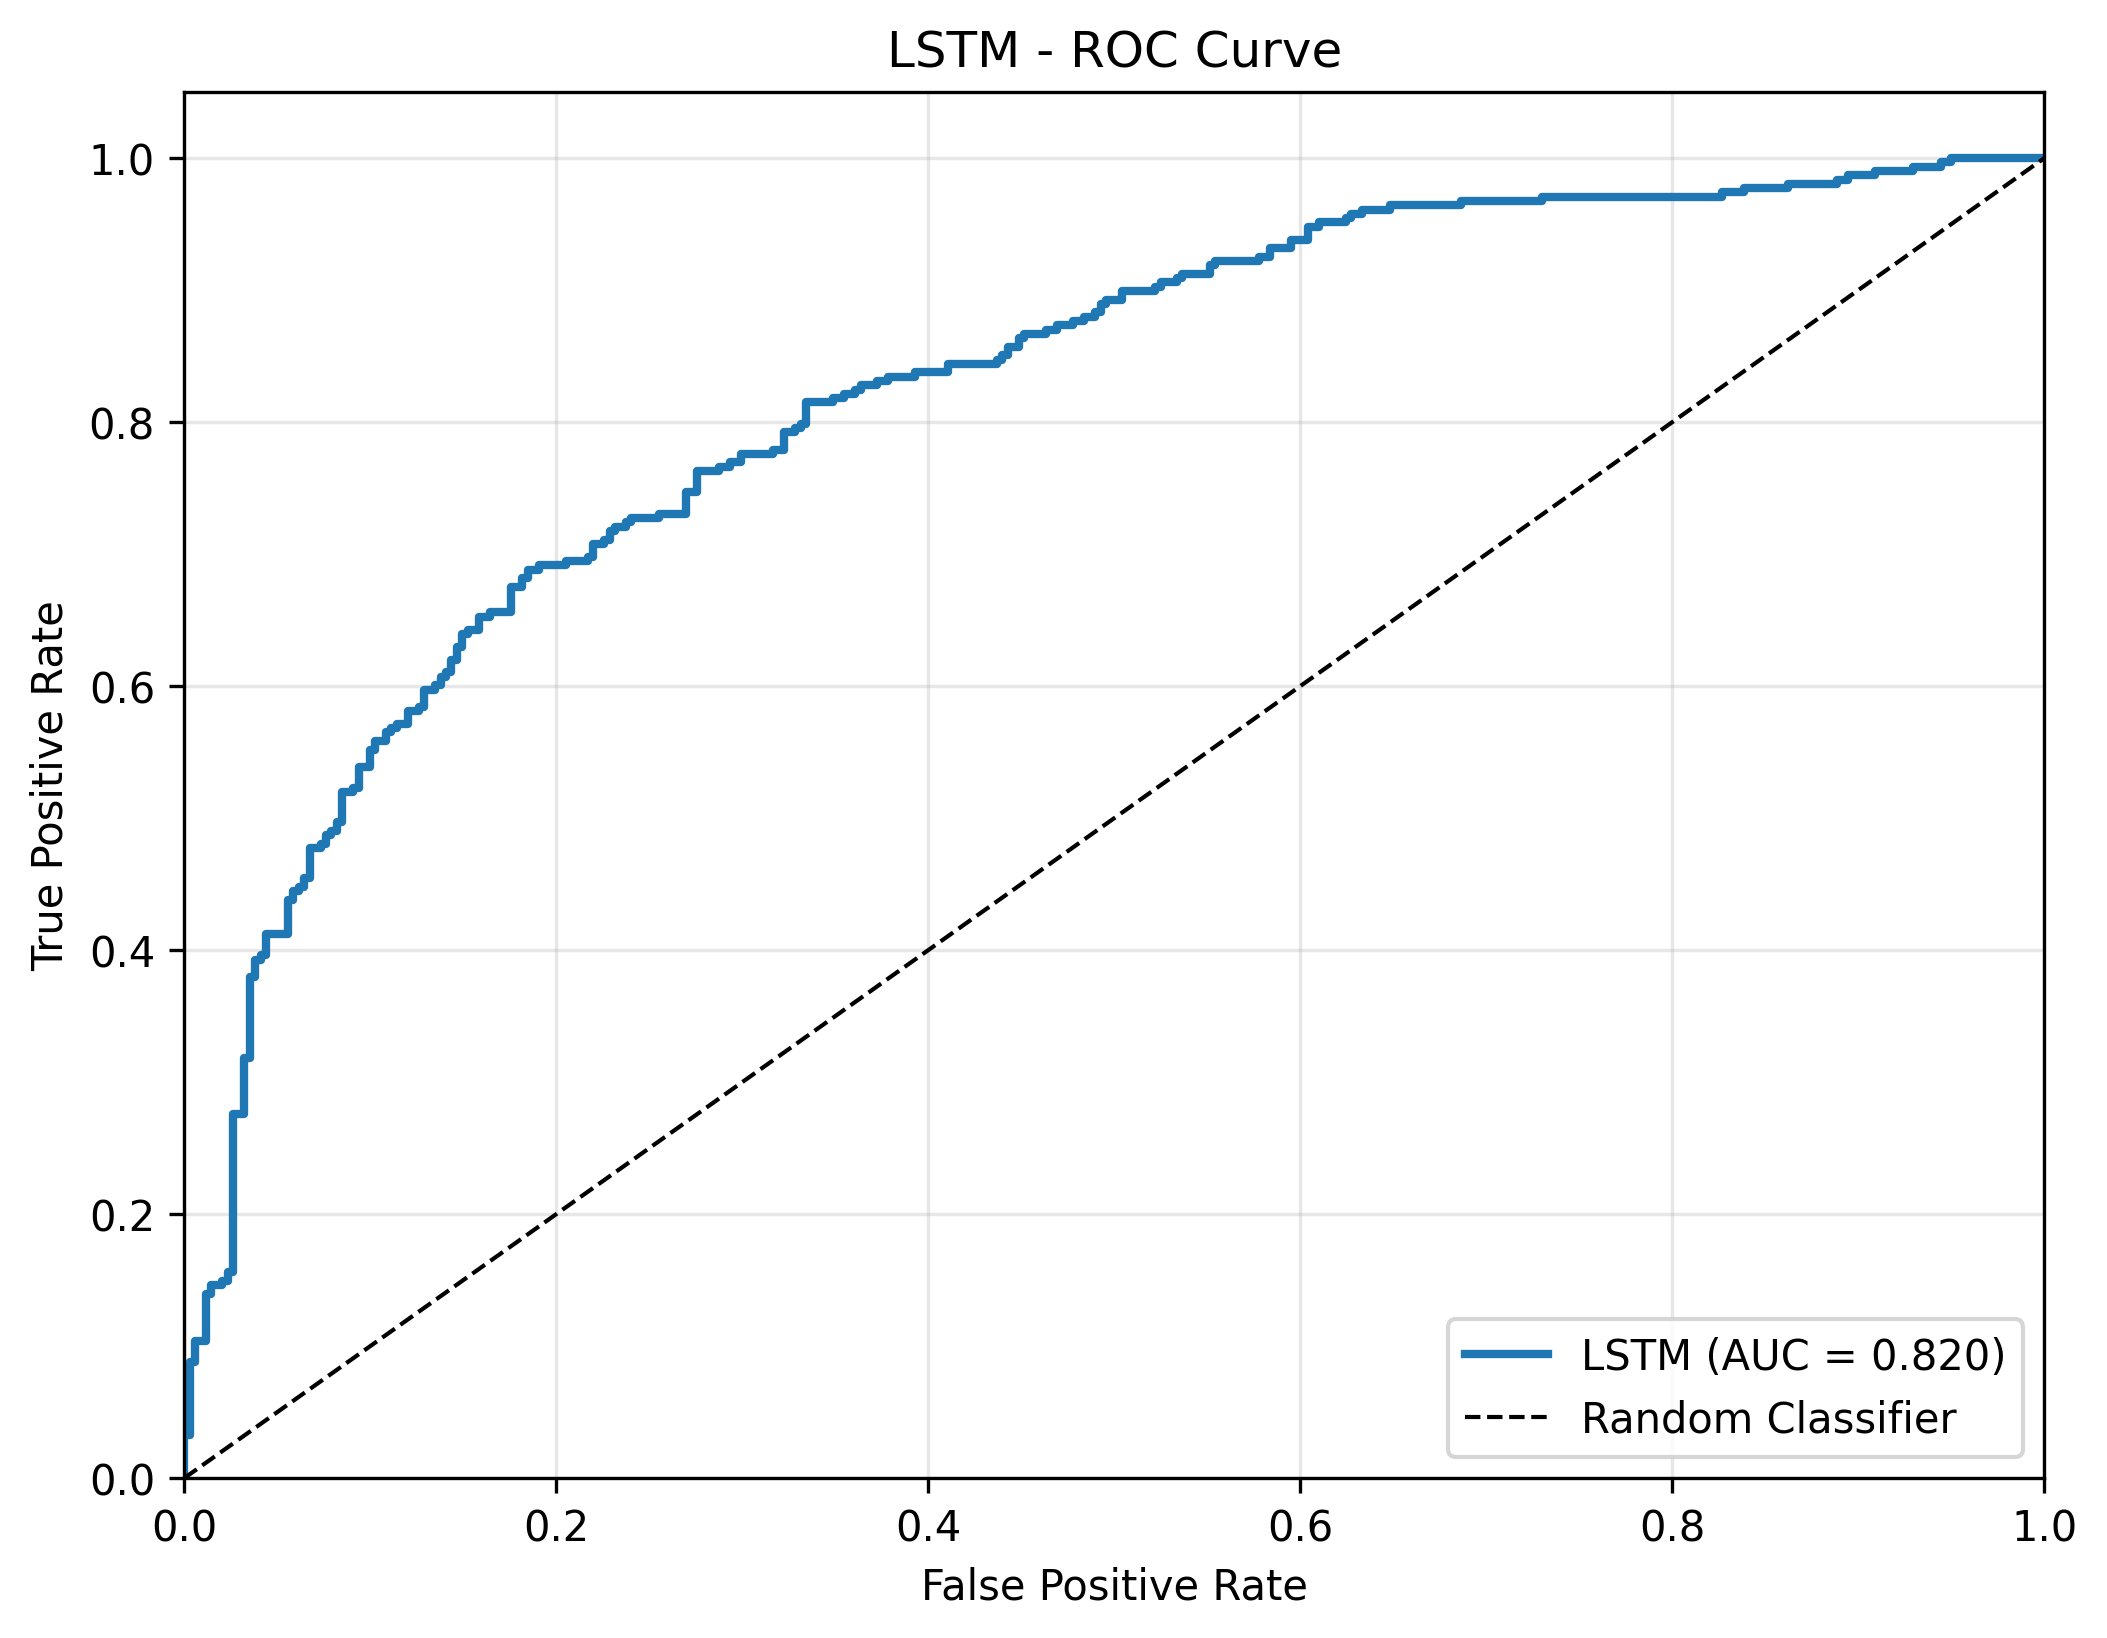 LSTM - ROC Curve
1.0
0.8
0.6
0.4
0.2
0.0
True Positive Rate
0.0 0.2 0.4 0.6 0.8 1.0
False Positive Rate
LSTM (AUC = 0.820)
Random Classifier